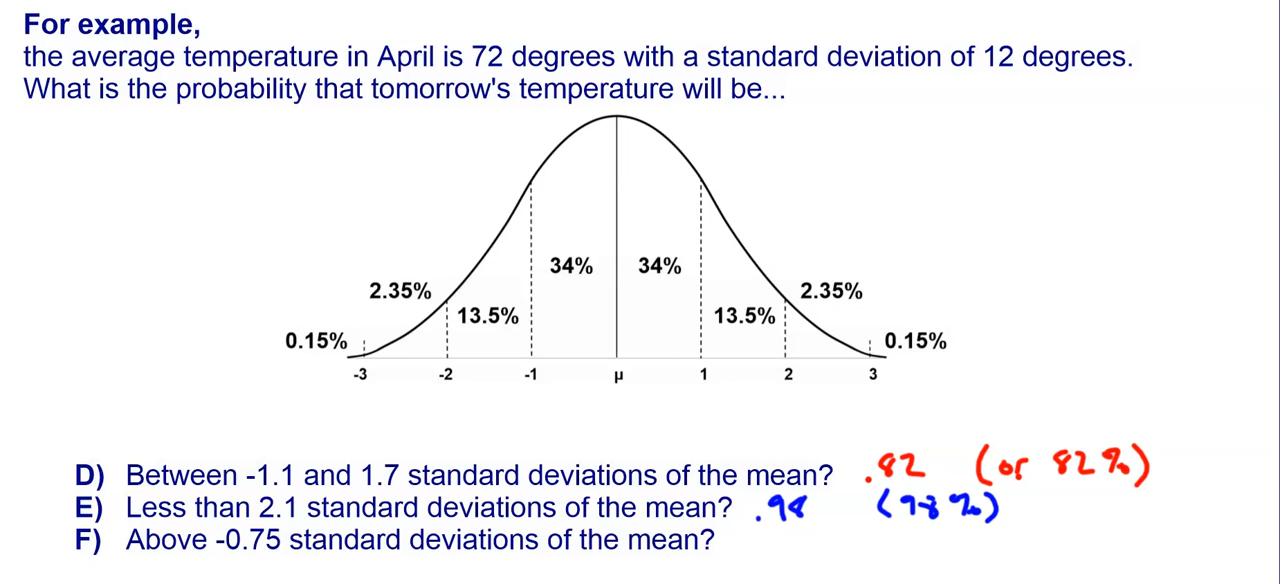 For example,
the average temperature in April is 72 degrees with a standard deviation of 12 degrees.
What is the probability that tomorrow's temperature will be...
34% 34%
2.35% 2.35%
13.5% 13.5%
0.15% 0.15%
-3 -2 -1 μ 1 2 3
D) Between -1.1 and 1.7 standard deviations of the mean? .82 (or 82%)
E) Less than 2.1 standard deviations of the mean? .98 (98%)
F) Above -0.75 standard deviations of the mean?